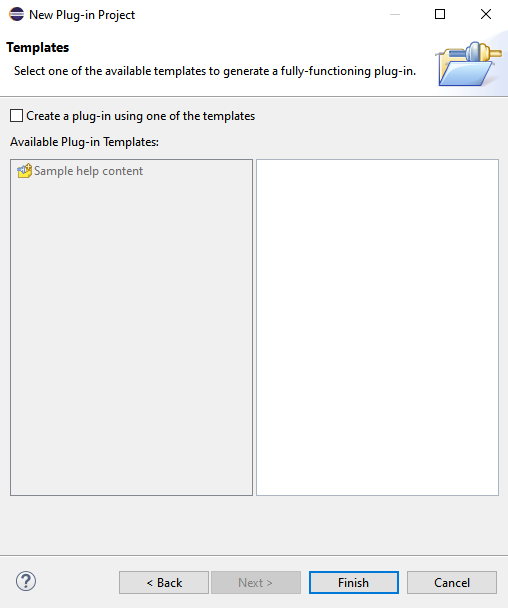 New Plug-in Project
Templates
Select one of the available templates to generate a fully-functioning plug-in.
Create a plug-in using one of the templates
Available Plug-in Templates:
Sample help content
?
< Back
Next >
Finish
Cancel